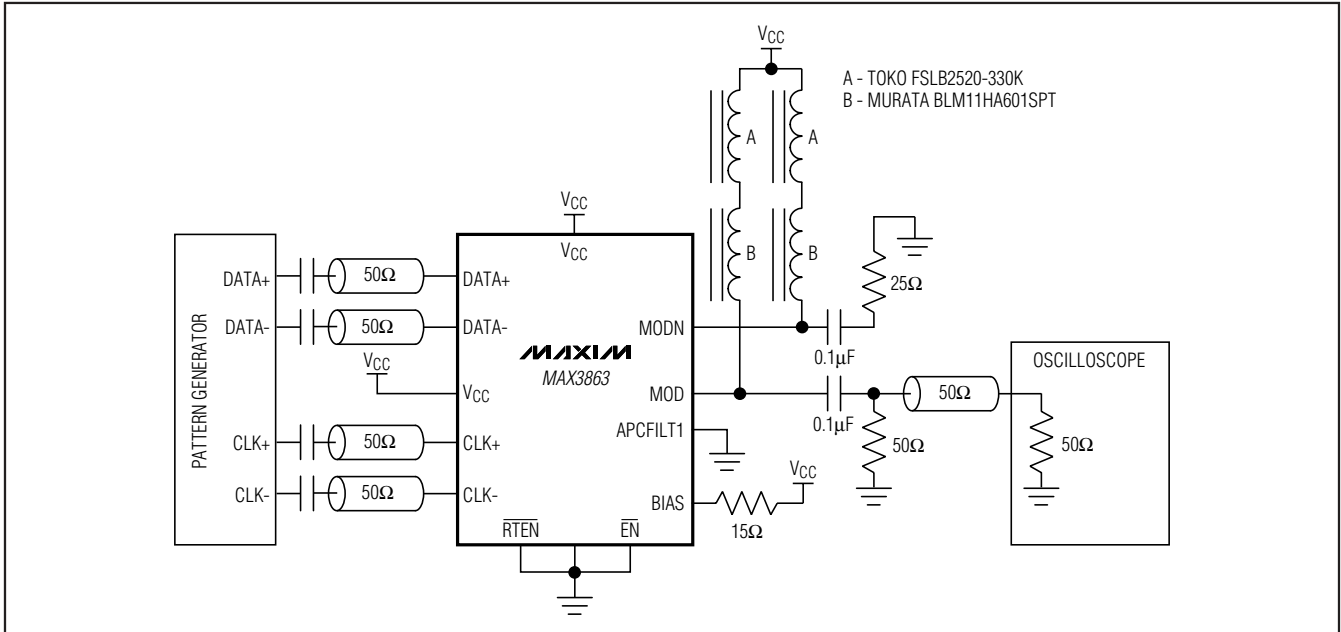 VCC
A - TOKO FSLB2520-330K
B - MURATA BLM11HA601SPT
A
A
VCC
B
B
VCC
PATTERN GENERATOR
DATA+
50Ω
DATA+
25Ω
DATA-
50Ω
DATA-
MODN
0.1µF
OSCILLOSCOPE
MAXIM
MAX3863
VCC
VCC
MOD
50Ω
0.1µF
50Ω
50Ω
APCFILT1
CLK+
50Ω
CLK+
VCC
CLK-
50Ω
CLK-
BIAS
15Ω
RTEN
EN